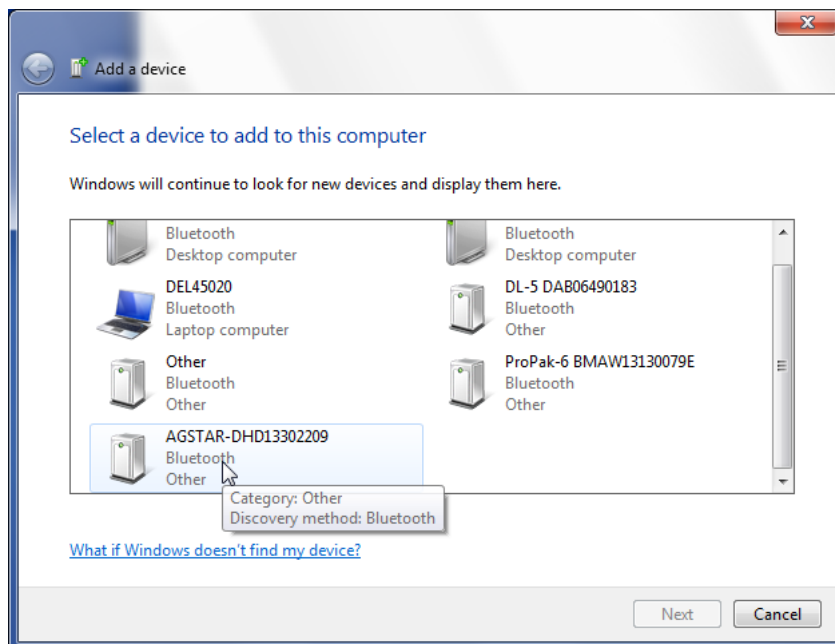 Add a device
Select a device to add to this computer
Windows will continue to look for new devices and display them here.
Bluetooth
Desktop computer
Bluetooth
Desktop computer
DEL45020
Bluetooth
Laptop computer
DL-5 DAB06490183
Bluetooth
Other
Other
Bluetooth
Other
ProPak-6 BMAW13130079E
Bluetooth
Other
AGSTAR-DHD13302209
Bluetooth
Other
Category: Other
Discovery method: Bluetooth
What if Windows doesn't find my device?
Next
Cancel